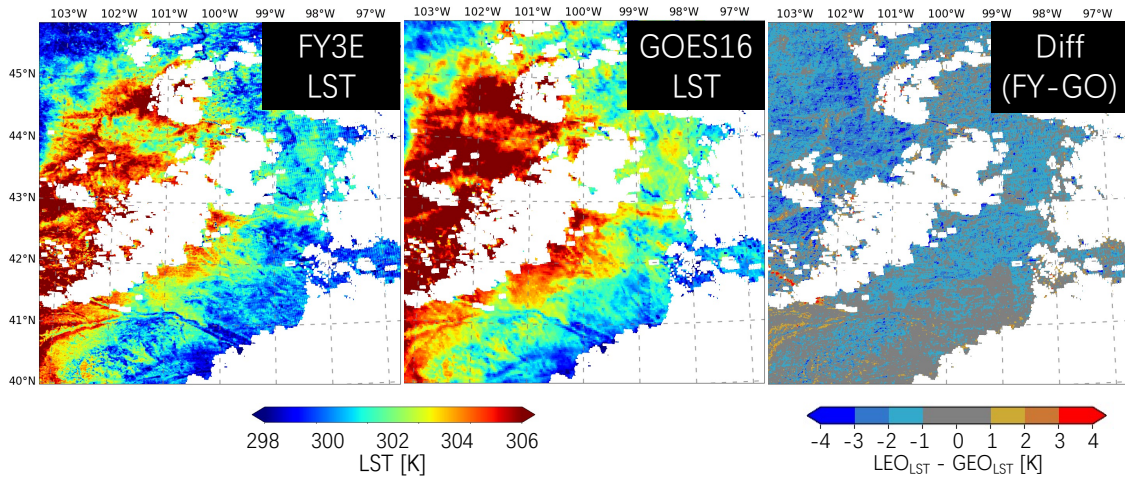 103°W 102°W 101°W 100°W 99°W 98°W 97°W
103°W 102°W 101°W 100°W 99°W 98°W 97°W
103°W 102°W 101°W 100°W 99°W 98°W 97°W
FY3E
LST
GOES16
LST
Diff
(FY-GO)
45°N
44°N
43°N
42°N
41°N
40°N
298 300 302 304 306
LST [K]
-4 -3 -2 -1 0 1 2 3 4
LEO_LST - GEO_LST [K]